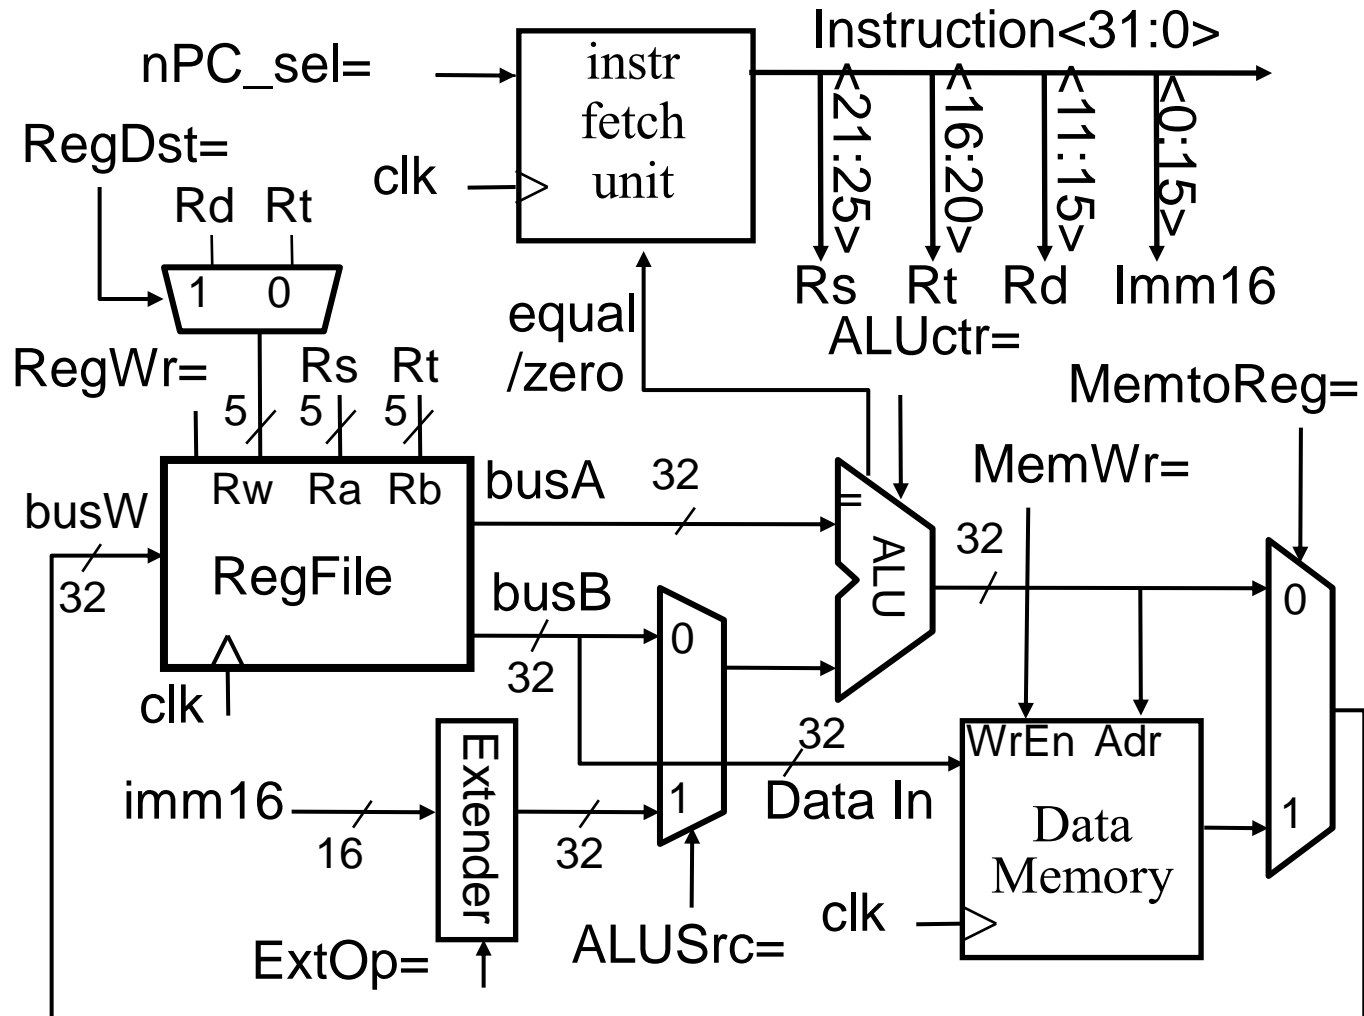 Instruction<31:0>
nPC_sel=
instr
fetch
unit
RegDst=
clk
<21:25>
<16:20>
<11:15>
<0:15>
Rd Rt
1 0
Rs Rt Rd Imm16
equal
/zero
ALUctr=
RegWr=
Rs Rt
5 5 5
MemtoReg=
MemWr=
Rw Ra Rb
busA
32
busW
32
RegFile
=
ALU
32
0
busB
32
0
clk
Extender
32
WrEn Adr
imm16
16
32
1
Data In
Data
Memory
1
clk
ExtOp=
ALUSrc=